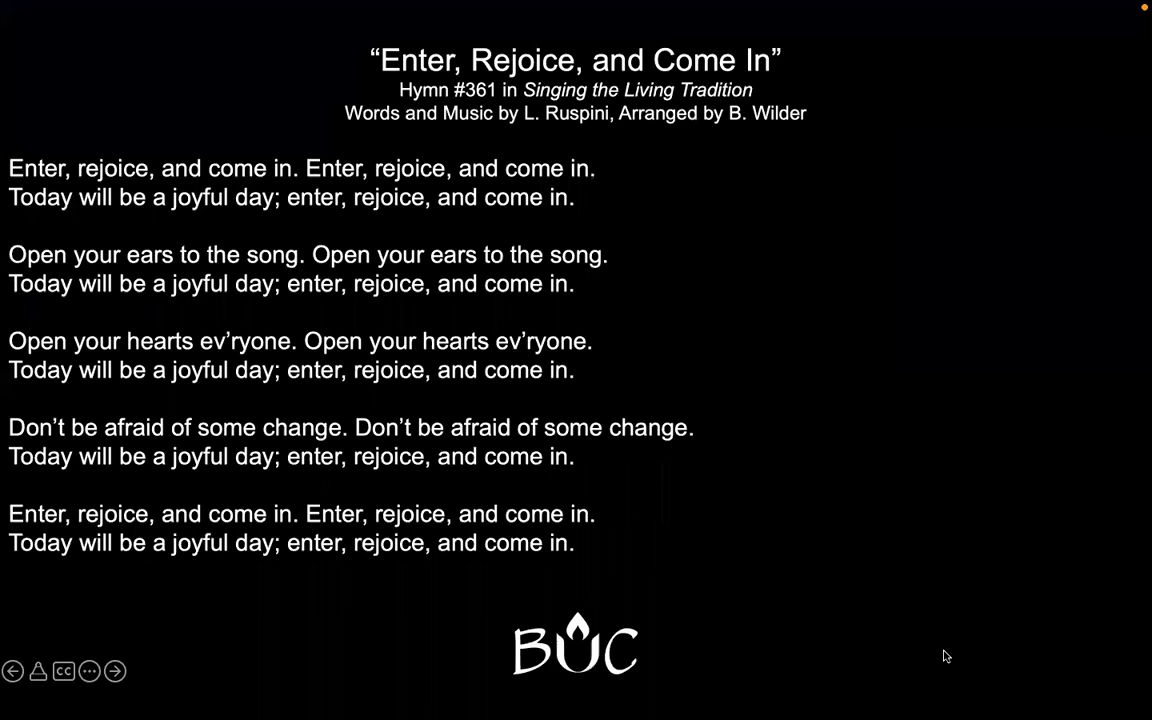 “Enter, Rejoice, and Come In”
Hymn #361 in Singing the Living Tradition
Words and Music by L. Ruspini, Arranged by B. Wilder
Enter, rejoice, and come in. Enter, rejoice, and come in.
Today will be a joyful day; enter, rejoice, and come in.
Open your ears to the song. Open your ears to the song.
Today will be a joyful day; enter, rejoice, and come in.
Open your hearts ev’ryone. Open your hearts ev’ryone.
Today will be a joyful day; enter, rejoice, and come in.
Don’t be afraid of some change. Don’t be afraid of some change.
Today will be a joyful day; enter, rejoice, and come in.
Enter, rejoice, and come in. Enter, rejoice, and come in.
Today will be a joyful day; enter, rejoice, and come in.
BUC
CC